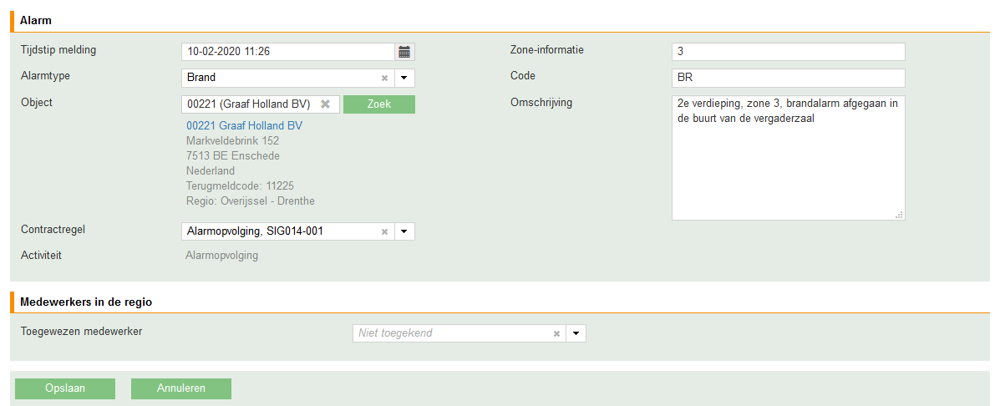 Alarm
Tijdstip melding
10-02-2020 11:26
Zone-informatie
3
Alarmtype
Brand
Code
BR
Object
00221 (Graaf Holland BV)
Zoek
Omschrijving
2e verdieping, zone 3, brandalarm afgegaan in
de buurt van de vergaderzaal
00221 Graaf Holland BV
Markveldebrink 152
7513 BE Enschede
Nederland
Terugmeldcode: 11225
Regio: Overijssel - Drenthe
Contractregel
Alarmopvolging, SIG014-001
Activiteit
Alarmopvolging
Medewerkers in de regio
Toegewezen medewerker
Niet toegekend
Opslaan
Annuleren